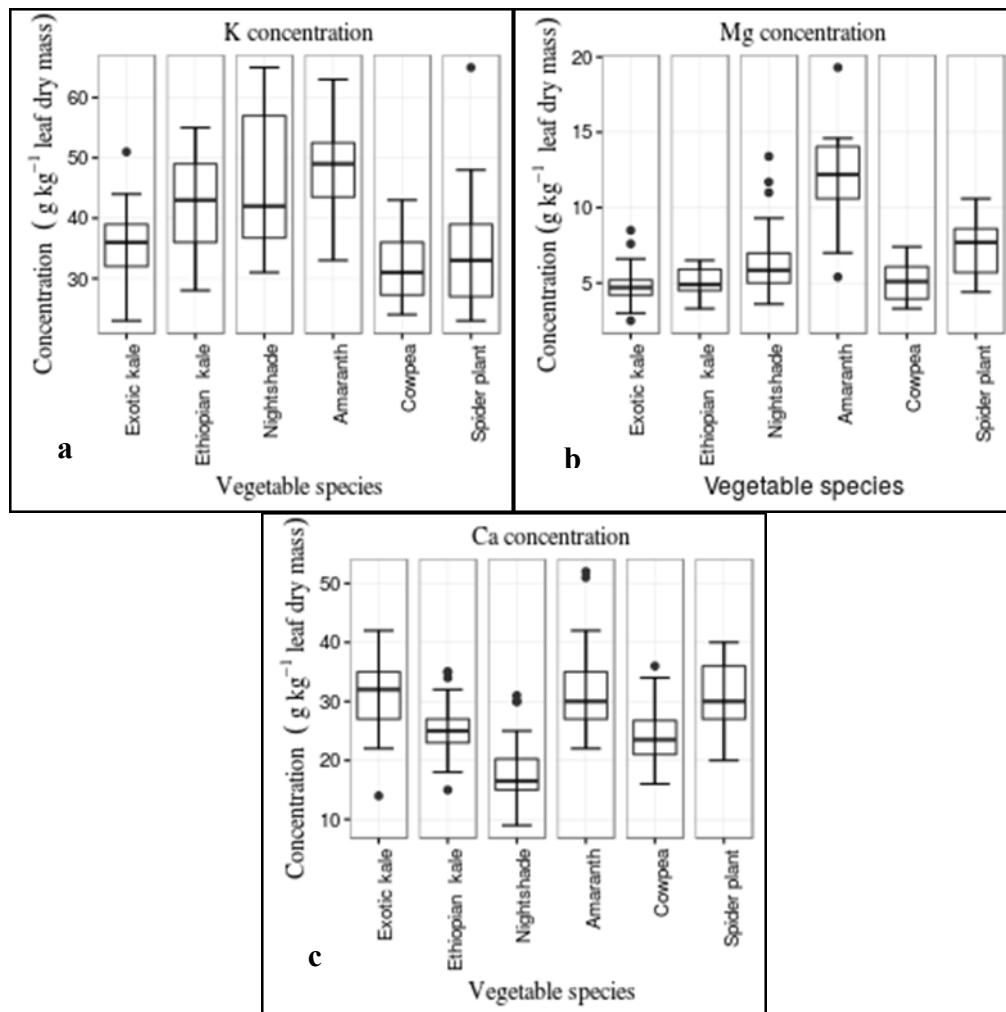 K concentration
Concentration ( g kg⁻¹ leaf dry mass)
60
50
40
30
Exotic kale
Ethiopian kale
Nightshade
Amaranth
Cowpea
Spider plant
a
Vegetable species
Mg concentration
Concentration (g kg⁻¹ leaf dry mass)
20
15
10
5
Exotic kale
Ethiopian kale
Nightshade
Amaranth
Cowpea
Spider plant
b
Vegetable species
Ca concentration
Concentration ( g kg⁻¹ leaf dry mass)
50
40
30
20
10
Exotic kale
Ethiopian kale
Nightshade
Amaranth
Cowpea
Spider plant
c
Vegetable species